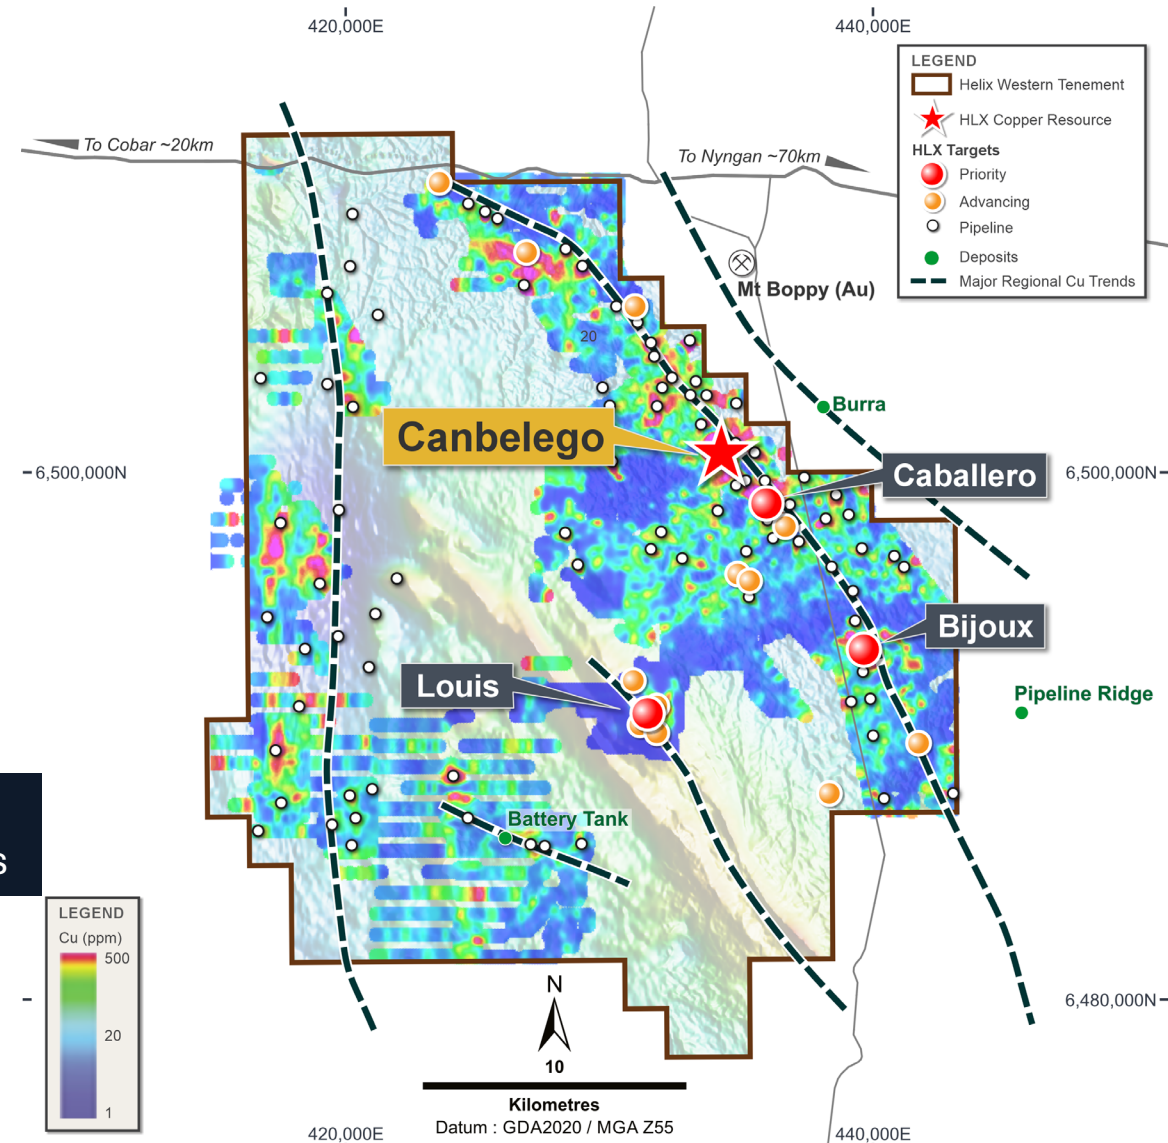 420,000E
440,000E
LEGEND
Helix Western Tenement
HLX Copper Resource
HLX Targets
Priority
Advancing
Pipeline
Deposits
Major Regional Cu Trends
To Cobar ~20km
To Nyngan ~70km
Mt Boppy (Au)
20
Burra
Canbelego
6,500,000N
Caballero
6,500,000N
Bijoux
Louis
Pipeline Ridge
Battery Tank
s
LEGEND
Cu (ppm)
500
20
1
N
10
Kilometres
Datum : GDA2020 / MGA Z55
6,480,000N
420,000E
440,000E